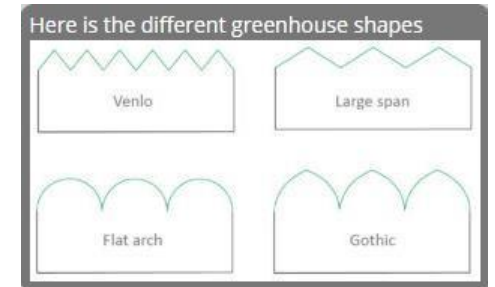 Here is the different greenhouse shapes
Venlo
Large span
Flat arch
Gothic